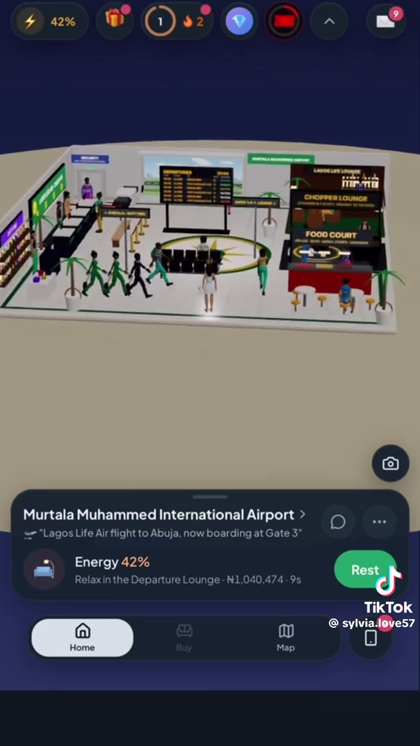 42%
1
2
9
SECURITY
MURTALA MUHAMMED AIRPORT
LAGOS LIFE LOUNGE
CHOPPER LOUNGE
FOOD COURT
Murtala Muhammed International Airport
"Lagos Life Air flight to Abuja, now boarding at Gate 3"
Energy 42%
Relax in the Departure Lounge · ₦1,040,474 · 9s
Rest
TikTok
@ sylvia.love57
Home
Buy
Map